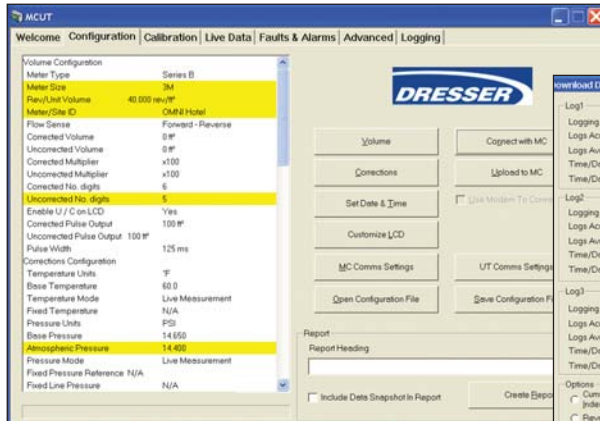 MCUT
Welcome Configuration Calibration Live Data Faults & Alarms Advanced Logging
Volume Configuration
Meter Type Series B
Meter Size 3M
Rev/Unit Volume 40.000 rev/ft³
Meter/Site ID OMNI Hotel
Flow Sense Forward - Reverse
Corrected Volume 0 ft³
Uncorrected Volume 0 ft³
Corrected Multiplier x100
Uncorrected Multiplier x100
Corrected No. digits 6
Uncorrected No. digits 5
Enable U / C on LCD Yes
Corrected Pulse Output 100 ft³
Uncorrected Pulse Output 100 ft³
Pulse Width 125 ms
Corrections Configuration
Temperature Units °F
Base Temperature 60.0
Temperature Mode Live Measurement
Fixed Temperature N/A
Pressure Units PSI
Base Pressure 14.650
Atmospheric Pressure 14.400
Pressure Mode Live Measurement
Fixed Pressure Reference N/A
Fixed Line Pressure N/A
DRESSER
Volume
Connect with MC
Corrections
Upload to MC
Set Date & Time
Use Modem To
Customize LCD
MC Comms Settings
UT Comms Settings
Open Configuration File
Save Configuration
Report
Report Heading
Include Data Snapshot In Report
Create
Log1
Logging
Logs
Logs
Log2
Logging
Logs
Logs
Log3
Logging
Logs
Logs
Options